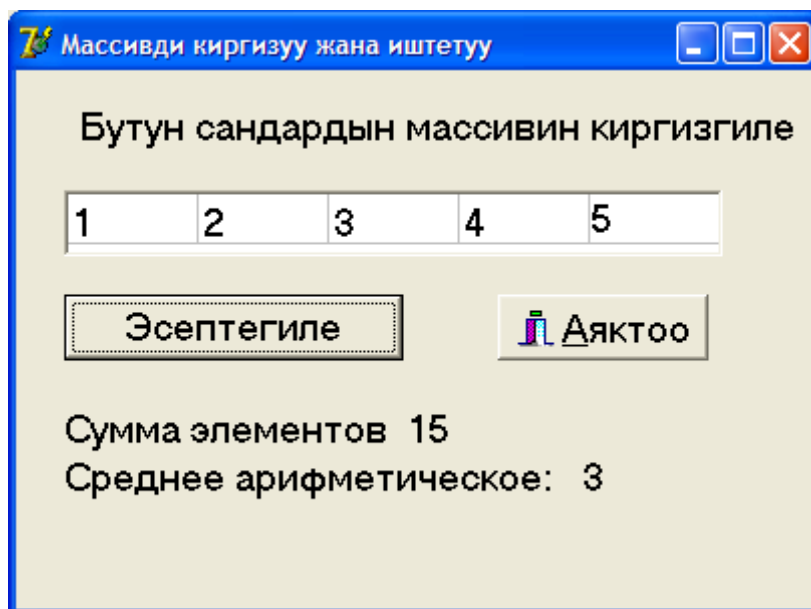 Массивди киргизуу жана иштетуу
Бутун сандардын массивин киргизгиле
1 2 3 4 5
Эсептегиле Аяктоо
Сумма элементов 15
Среднее арифметическое: 3